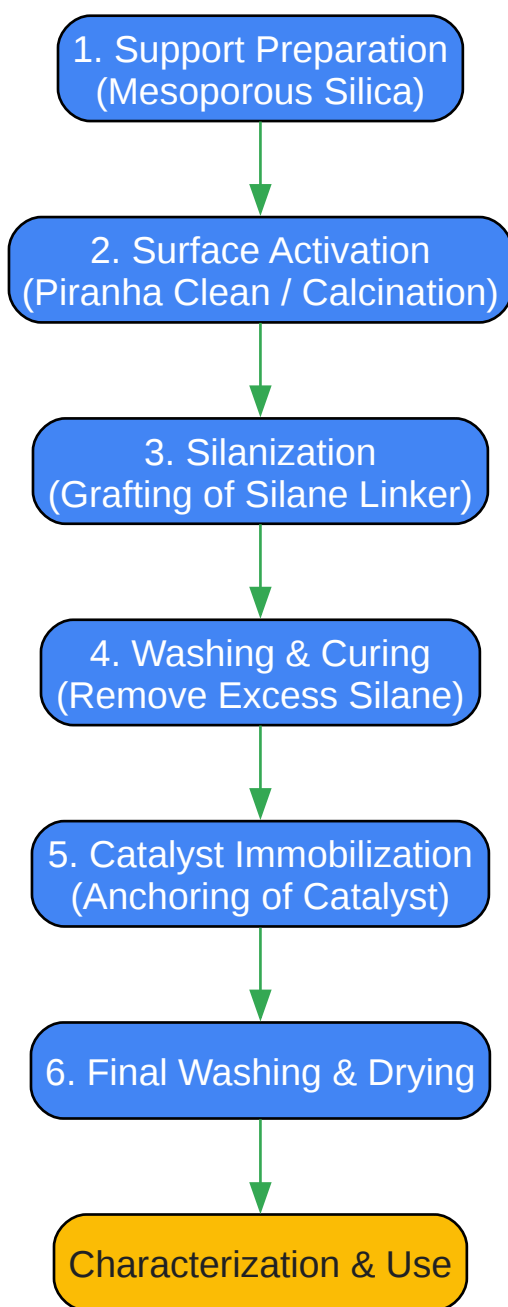 1. Support Preparation
(Mesoporous Silica)
2. Surface Activation
(Piranha Clean / Calcination)
3. Silanization
(Grafting of Silane Linker)
4. Washing & Curing
(Remove Excess Silane)
5. Catalyst Immobilization
(Anchoring of Catalyst)
6. Final Washing & Drying
Characterization & Use